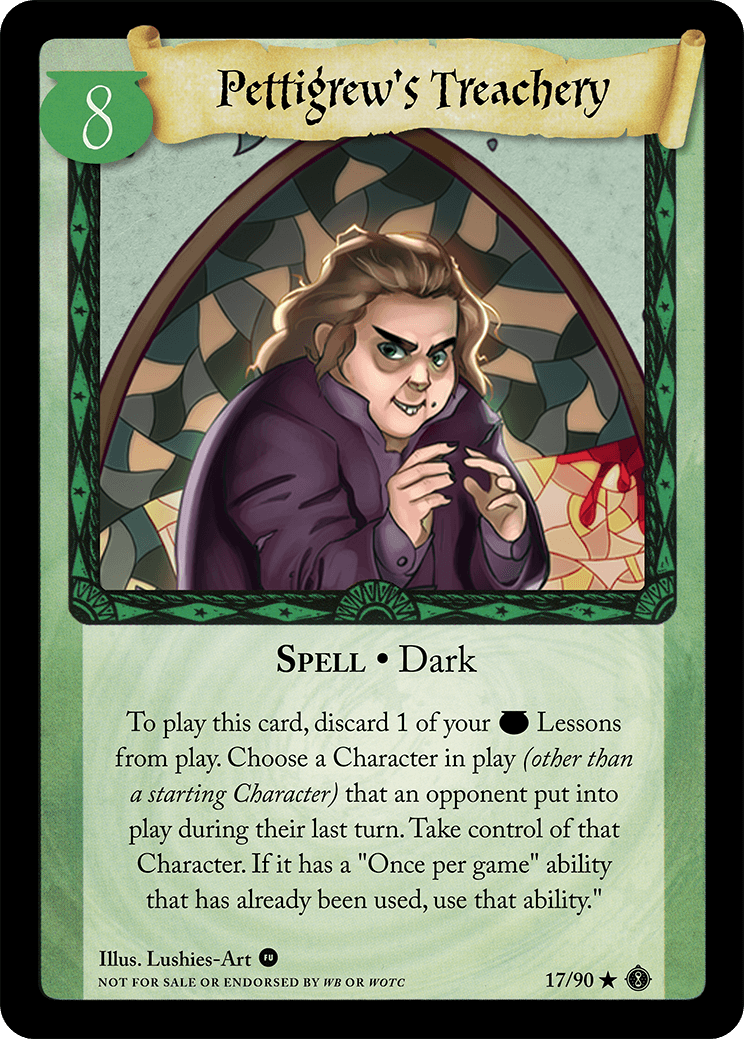 Pettigrew's Treachery
8
SPELL • Dark
To play this card, discard 1 of your Lessons
from play. Choose a Character in play (other than
a starting Character) that an opponent put into
play during their last turn. Take control of that
Character. If it has a "Once per game" ability
that has already been used, use that ability."
Illus. Lushies-Art FU
NOT FOR SALE OR ENDORSED BY WB OR WOTC
17/90 ★ 8